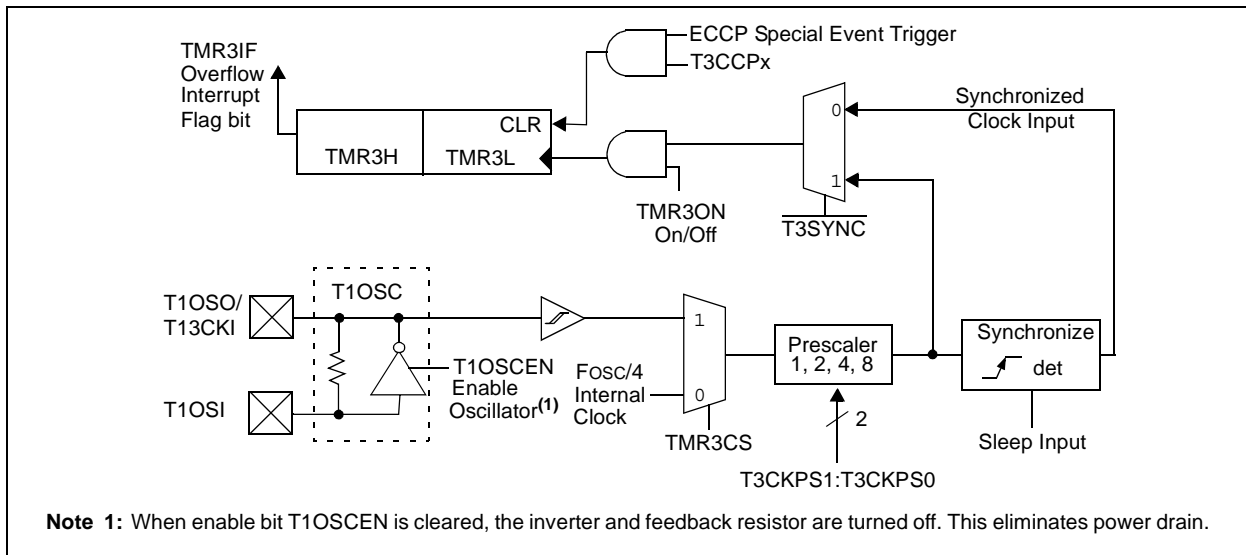 ECCP Special Event Trigger
T3CCPx
TMR3IF
Overflow
Interrupt
Flag bit
CLR
TMR3H
TMR3L
0
1
Synchronized
Clock Input
TMR3ON
On/Off
T3SYNC
T1OSO/
T13CKI
T1OSC
T1OSI
T1OSCEN
Enable
Oscillator(1)
FOSC/4
Internal
Clock
1
0
TMR3CS
Prescaler
1, 2, 4, 8
2
T3CKPS1:T3CKPS0
Synchronize
det
Sleep Input
Note 1: When enable bit T1OSCEN is cleared, the inverter and feedback resistor are turned off. This eliminates power drain.